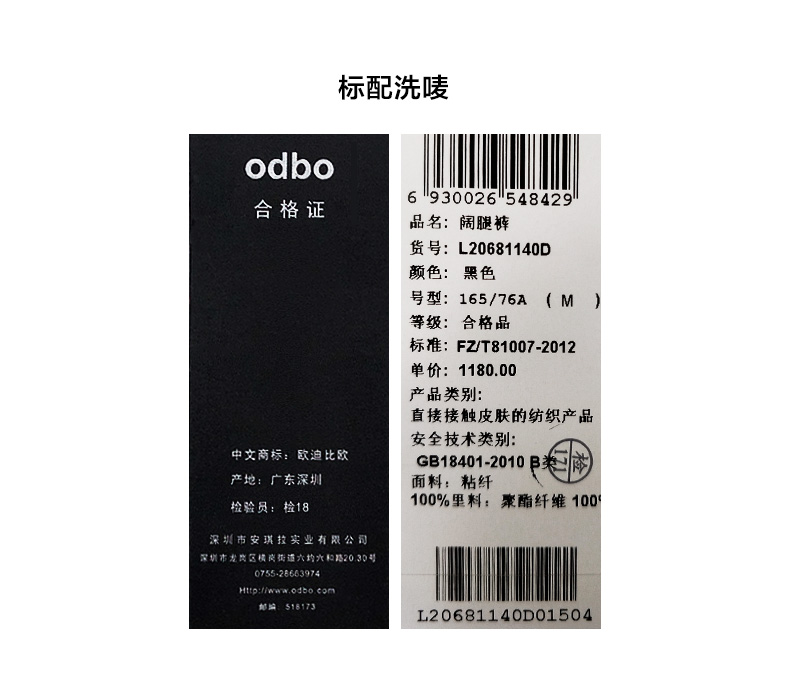 标配洗唛
odbo
合格证
中文商标：欧迪比欧
产地：广东深圳
检验员：检18
深圳市安琪拉实业有限公司
深圳市龙岗区横岗街道六约六和路20.30号
0755-28663974
Http://www.odbo.com
邮编：518173
6 930026 548429
品名：阔腿裤
货号：L20681140D
颜色：黑色
号型：165/76A （M ）
等级：合格品
标准：FZ/T81007-2012
单价：1180.00
产品类别：
直接接触皮肤的纺织产品
安全技术类别：
GB18401-2010 B类
检
171
面料：粘纤
100%里料：聚酯纤维 100%
L20681140D01504